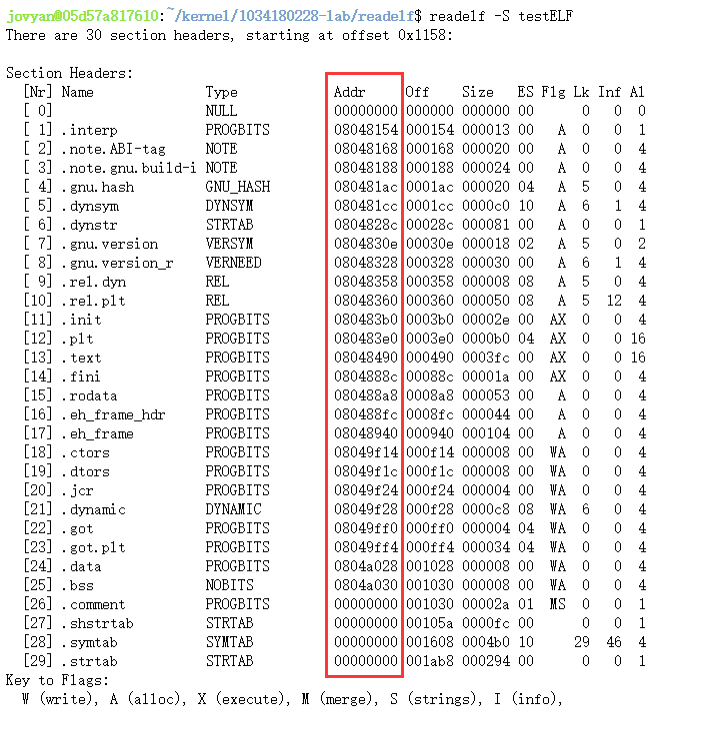 jovyan@05d57a817610:~/kernel/1034180228-lab/readelf$ readelf -S testELF
There are 30 section headers, starting at offset 0x1158:
Section Headers:
[Nr] Name Type Addr Off Size ES Flg Lk Inf Al
[ 0] NULL 00000000 000000 000000 00 0 0 0
[ 1] .interp PROGBITS 08048154 000154 000013 00 A 0 0 1
[ 2] .note.ABI-tag NOTE 08048168 000168 000020 00 A 0 0 4
[ 3] .note.gnu.build-i NOTE 08048188 000188 000024 00 A 0 0 4
[ 4] .gnu.hash GNU_HASH 080481ac 0001ac 000020 04 A 5 0 4
[ 5] .dynsym DYNSYM 080481cc 0001cc 0000c0 10 A 6 1 4
[ 6] .dynstr STRTAB 0804828c 00028c 000081 00 A 0 0 1
[ 7] .gnu.version VERSYM 0804830e 00030e 000018 02 A 5 0 2
[ 8] .gnu.version_r VERNEED 08048328 000328 000030 00 A 6 1 4
[ 9] .rel.dyn REL 08048358 000358 000008 08 A 5 0 4
[10] .rel.plt REL 08048360 000360 000050 08 A 5 12 4
[11] .init PROGBITS 080483b0 0003b0 00002e 00 AX 0 0 4
[12] .plt PROGBITS 080483e0 0003e0 0000b0 04 AX 0 0 16
[13] .text PROGBITS 08048490 000490 0003fc 00 AX 0 0 16
[14] .fini PROGBITS 0804888c 00088c 00001a 00 AX 0 0 4
[15] .rodata PROGBITS 080488a8 0008a8 000053 00 A 0 0 4
[16] .eh_frame_hdr PROGBITS 080488fc 0008fc 000044 00 A 0 0 4
[17] .eh_frame PROGBITS 08048940 000940 000104 00 A 0 0 4
[18] .ctors PROGBITS 08049f14 000f14 000008 00 WA 0 0 4
[19] .dtors PROGBITS 08049f1c 000f1c 000008 00 WA 0 0 4
[20] .jcr PROGBITS 08049f24 000f24 000004 00 WA 0 0 4
[21] .dynamic DYNAMIC 08049f28 000f28 0000c8 08 WA 6 0 4
[22] .got PROGBITS 08049ff0 000ff0 000004 04 WA 0 0 4
[23] .got.plt PROGBITS 08049ff4 000ff4 000034 04 WA 0 0 4
[24] .data PROGBITS 0804a028 001028 000008 00 WA 0 0 4
[25] .bss NOBITS 0804a030 001030 000008 00 WA 0 0 4
[26] .comment PROGBITS 00000000 001030 00002a 01 MS 0 0 1
[27] .shstrtab STRTAB 00000000 00105a 0000fc 00 0 0 1
[28] .symtab SYMTAB 00000000 001608 0004b0 10 29 46 4
[29] .strtab STRTAB 00000000 001ab8 000294 00 0 0 1
Key to Flags:
W (write), A (alloc), X (execute), M (merge), S (strings), I (info),